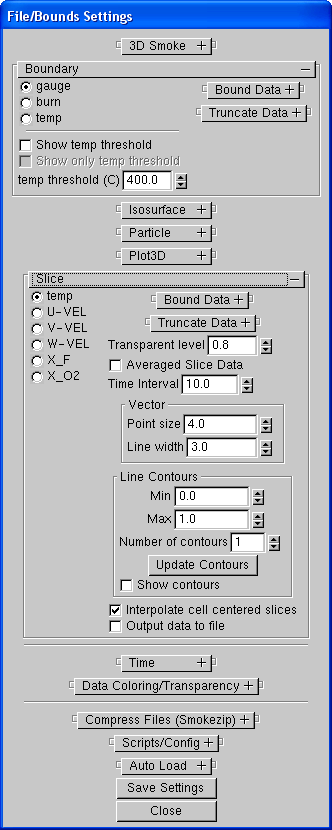 File/Bounds Settings
3D Smoke +
Boundary −
gauge
Bound Data +
burn
Truncate Data +
temp
Show temp threshold
Show only temp threshold
temp threshold (C) 400.0
Isosurface +
Particle +
Plot3D +
Slice −
temp
Bound Data +
U-VEL
V-VEL
Truncate Data +
W-VEL
Transparent level 0.8
X_F
Averaged Slice Data
X_O2
Time Interval 10.0
Vector
Point size 4.0
Line width 3.0
Line Contours
Min 0.0
Max 1.0
Number of contours 1
Update Contours
Show contours
Interpolate cell centered slices
Output data to file
Time +
Data Coloring/Transparency +
Compress Files (Smokezip) +
Scripts/Config +
Auto Load +
Save Settings
Close